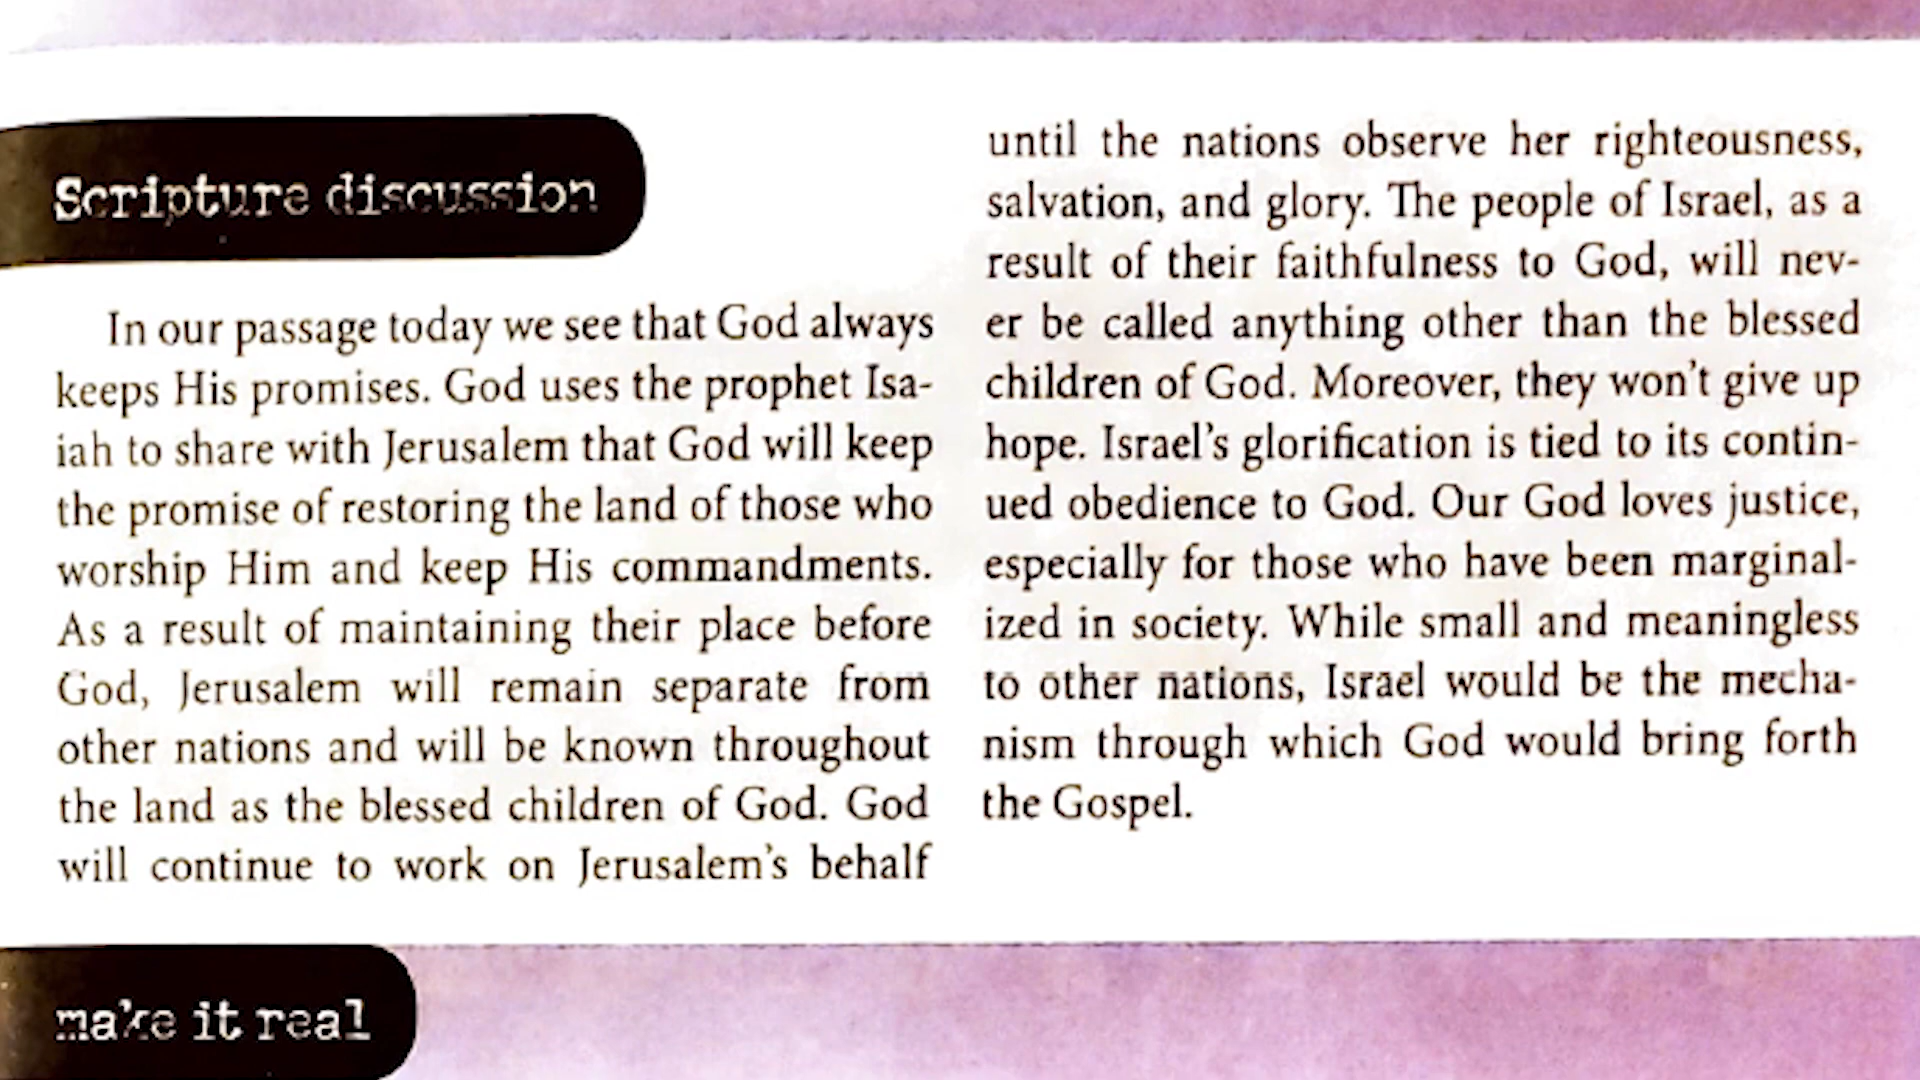 Scripture discussion
In our passage today we see that God always
keeps His promises. God uses the prophet Isa-
iah to share with Jerusalem that God will keep
the promise of restoring the land of those who
worship Him and keep His commandments.
As a result of maintaining their place before
God, Jerusalem will remain separate from
other nations and will be known throughout
the land as the blessed children of God. God
will continue to work on Jerusalem's behalf
until the nations observe her righteousness,
salvation, and glory. The people of Israel, as a
result of their faithfulness to God, will nev-
er be called anything other than the blessed
children of God. Moreover, they won't give up
hope. Israel's glorification is tied to its contin-
ued obedience to God. Our God loves justice,
especially for those who have been marginal-
ized in society. While small and meaningless
to other nations, Israel would be the mecha-
nism through which God would bring forth
the Gospel.
make it real